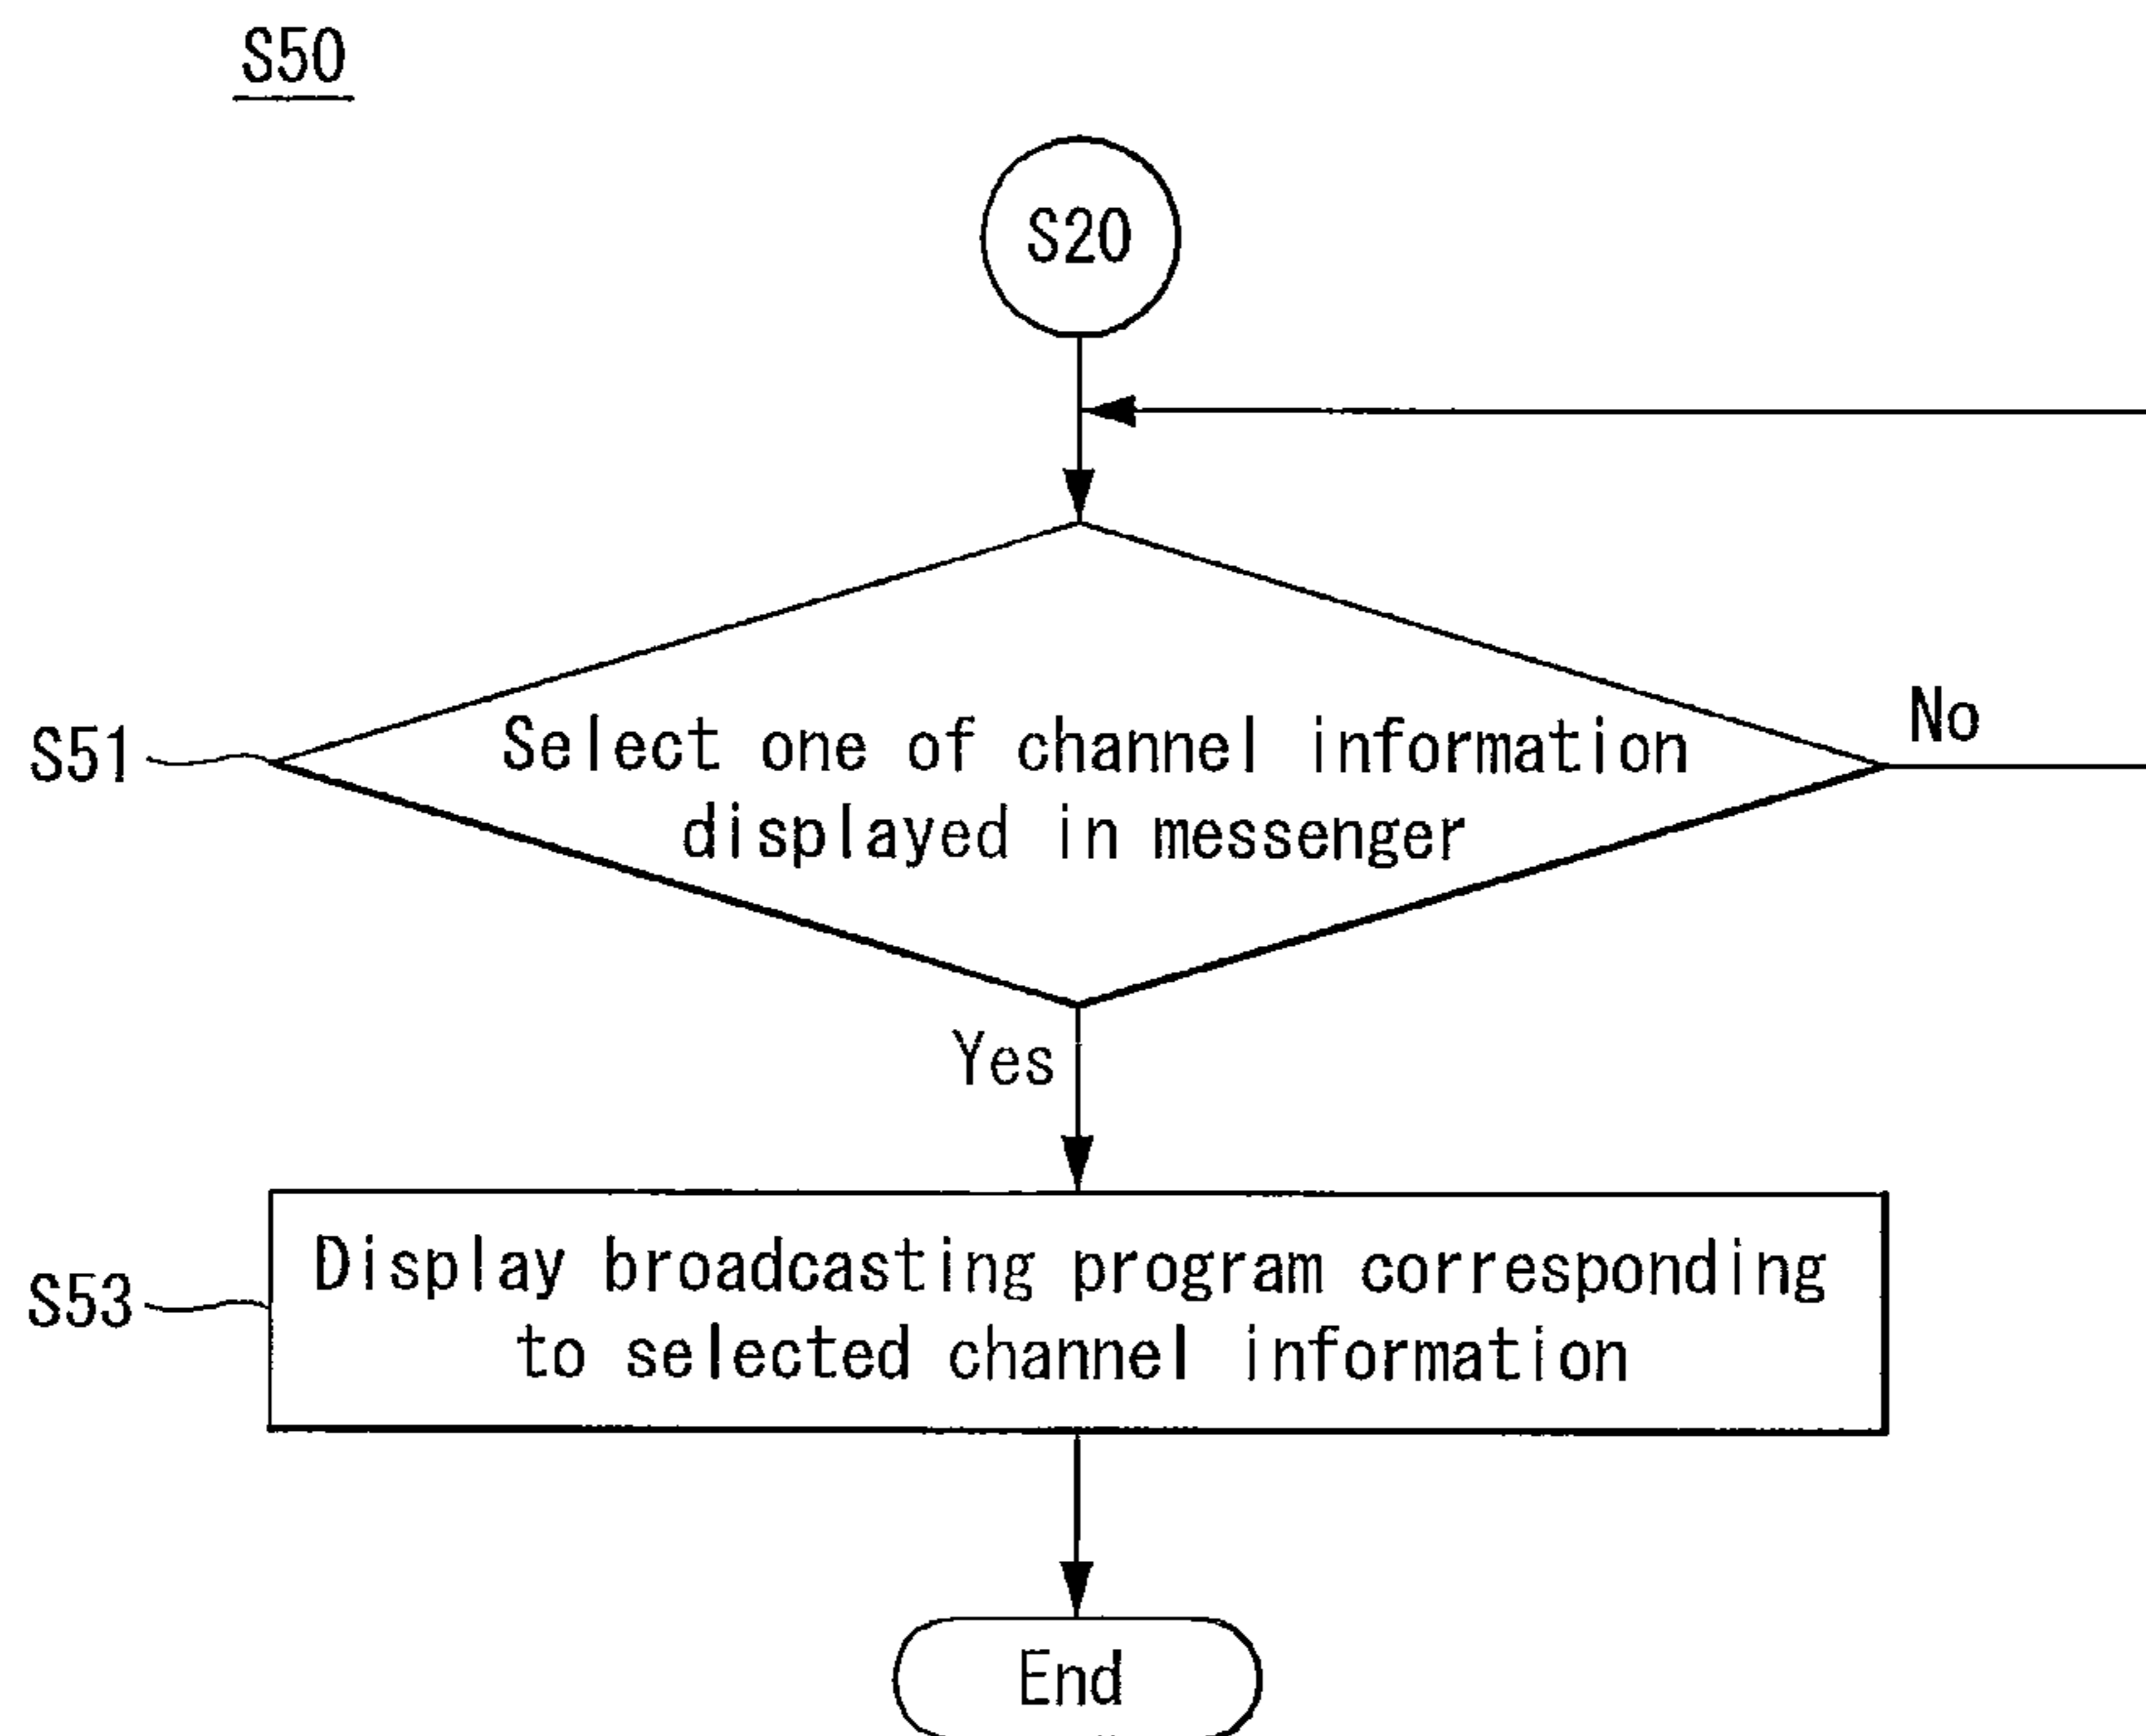 S50
S20
S51
Select one of channel information
displayed in messenger
No
Yes
S53
Display broadcasting program corresponding
to selected channel information
End